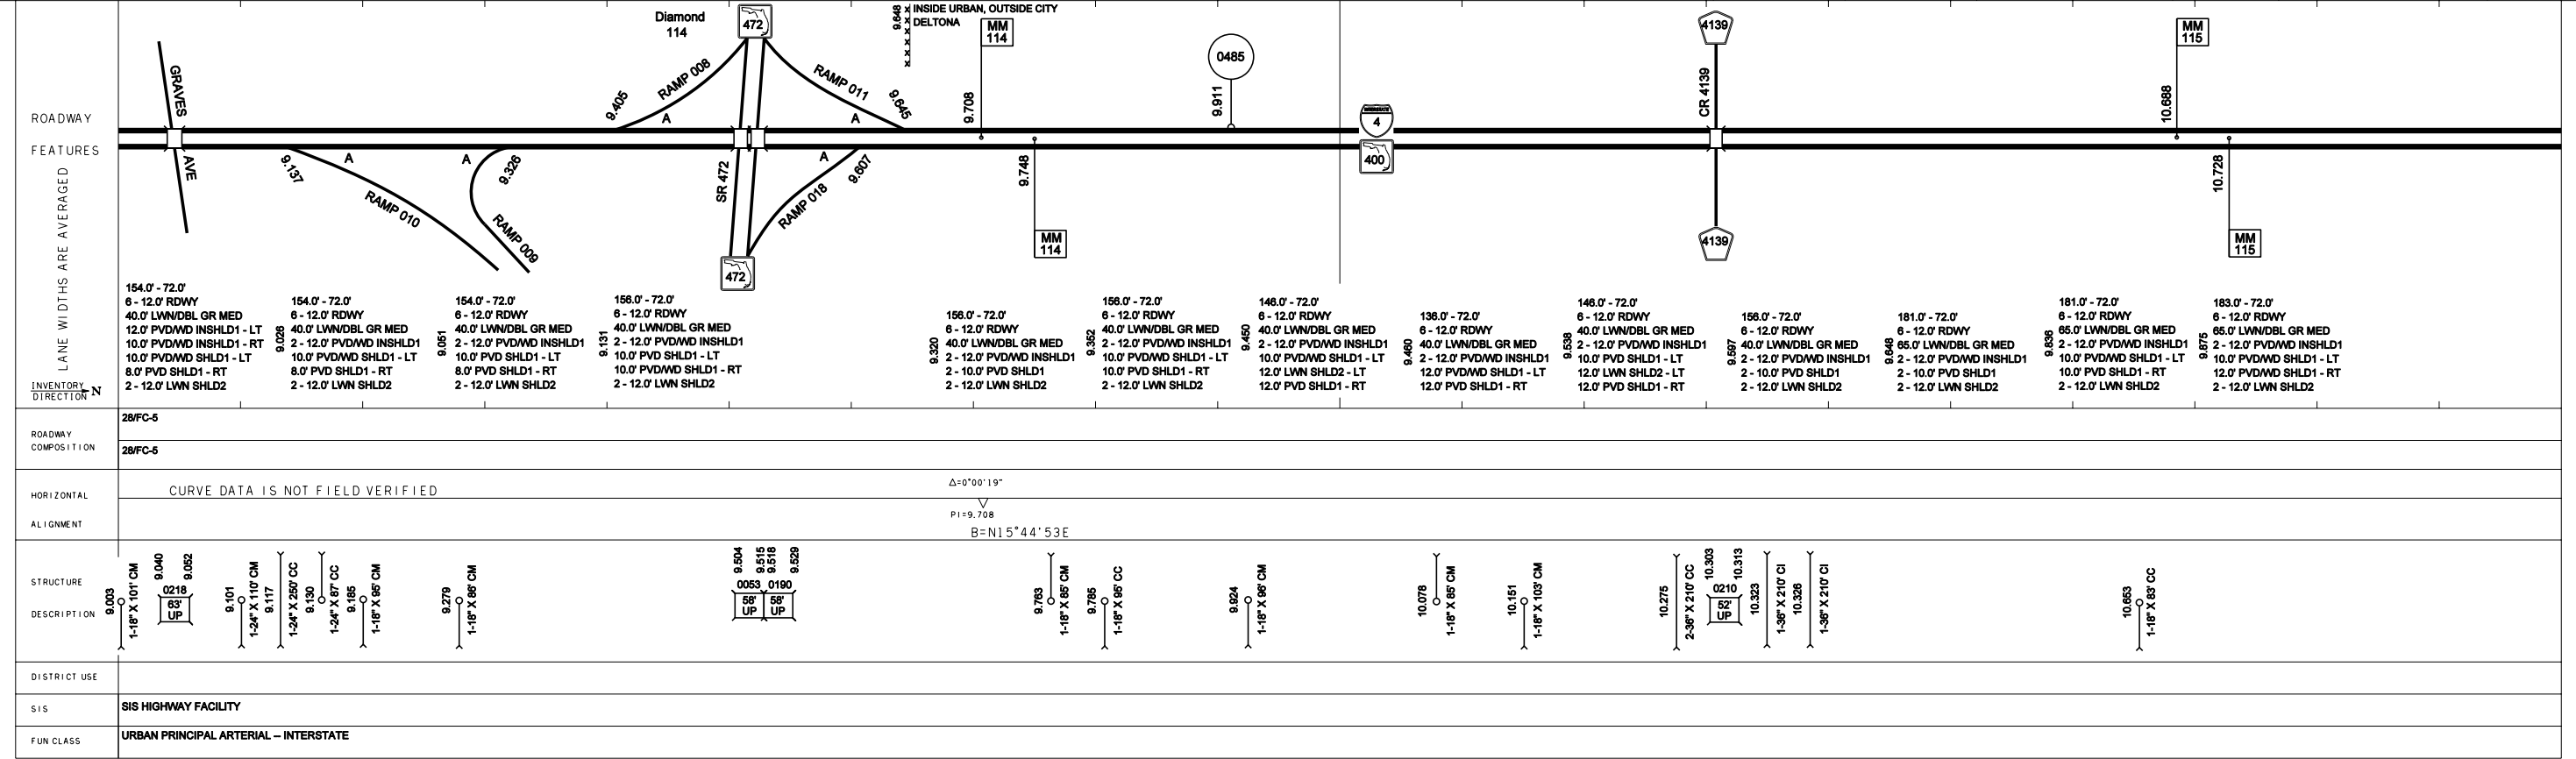 ROADWAY
FEATURES
LANE WIDTHS ARE AVERAGED
INVENTORY
DIRECTION N
GRAVES
AVE
9.137
A
RAMP 010
A
9.326
RAMP 009
Diamond
114
472
9.405
RAMP 008
A
RAMP 011
A
9.645
SR 472
A
9.607
RAMP 018
472
9.648
INSIDE URBAN, OUTSIDE CITY
DELTONA
MM
114
9.708
9.748
MM
114
0485
9.911
INTERSTATE
4
400
4139
CR 4139
4139
MM
115
10.688
10.728
MM
115
154.0' - 72.0'
6 - 12.0' RDWY
40.0' LWN/DBL GR MED
12.0' PVD/WD INSHLD1 - LT
10.0' PVD/WD INSHLD1 - RT
10.0' PVD/WD SHLD1 - LT
8.0' PVD SHLD1 - RT
2 - 12.0' LWN SHLD2
9.026
154.0' - 72.0'
6 - 12.0' RDWY
40.0' LWN/DBL GR MED
2 - 12.0' PVD/WD INSHLD1
10.0' PVD/WD SHLD1 - LT
8.0' PVD SHLD1 - RT
2 - 12.0' LWN SHLD2
9.051
154.0' - 72.0'
6 - 12.0' RDWY
40.0' LWN/DBL GR MED
2 - 12.0' PVD/WD INSHLD1
10.0' PVD SHLD1 - LT
8.0' PVD SHLD1 - RT
2 - 12.0' LWN SHLD2
9.131
156.0' - 72.0'
6 - 12.0' RDWY
40.0' LWN/DBL GR MED
2 - 12.0' PVD/WD INSHLD1
10.0' PVD SHLD1 - LT
10.0' PVD/WD SHLD1 - RT
2 - 12.0' LWN SHLD2
9.320
156.0' - 72.0'
6 - 12.0' RDWY
40.0' LWN/DBL GR MED
2 - 12.0' PVD/WD INSHLD1
2 - 10.0' PVD SHLD1
2 - 12.0' LWN SHLD2
9.352
156.0' - 72.0'
6 - 12.0' RDWY
40.0' LWN/DBL GR MED
2 - 12.0' PVD/WD INSHLD1
10.0' PVD/WD SHLD1 - LT
10.0' PVD SHLD1 - RT
2 - 12.0' LWN SHLD2
9.450
146.0' - 72.0'
6 - 12.0' RDWY
40.0' LWN/DBL GR MED
2 - 12.0' PVD/WD INSHLD1
10.0' PVD/WD SHLD1 - LT
12.0' LWN SHLD2 - LT
12.0' PVD SHLD1 - RT
9.460
136.0' - 72.0'
6 - 12.0' RDWY
40.0' LWN/DBL GR MED
2 - 12.0' PVD/WD INSHLD1
12.0' PVD/WD SHLD1 - LT
12.0' PVD SHLD1 - RT
9.538
146.0' - 72.0'
6 - 12.0' RDWY
40.0' LWN/DBL GR MED
2 - 12.0' PVD/WD INSHLD1
10.0' PVD SHLD1 - LT
12.0' LWN SHLD2 - LT
12.0' PVD SHLD1 - RT
9.597
156.0' - 72.0'
6 - 12.0' RDWY
40.0' LWN/DBL GR MED
2 - 12.0' PVD/WD INSHLD1
2 - 10.0' PVD SHLD1
2 - 12.0' LWN SHLD2
9.648
181.0' - 72.0'
6 - 12.0' RDWY
65.0' LWN/DBL GR MED
2 - 12.0' PVD/WD INSHLD1
2 - 10.0' PVD SHLD1
2 - 12.0' LWN SHLD2
9.836
181.0' - 72.0'
6 - 12.0' RDWY
65.0' LWN/DBL GR MED
2 - 12.0' PVD/WD INSHLD1
10.0' PVD/WD SHLD1 - LT
10.0' PVD SHLD1 - RT
2 - 12.0' LWN SHLD2
9.875
183.0' - 72.0'
6 - 12.0' RDWY
65.0' LWN/DBL GR MED
2 - 12.0' PVD/WD INSHLD1
10.0' PVD SHLD1 - LT
12.0' PVD/WD SHLD1 - RT
2 - 12.0' LWN SHLD2
ROADWAY
COMPOSITION
28/FC-5
28/FC-5
HORIZONTAL
ALIGNMENT
CURVE DATA IS NOT FIELD VERIFIED
Δ=0°00'19"
PI=9.708
B=N15°44'53E
STRUCTURE
DESCRIPTION
9.003
1-18" X 101' CM
9.040
9.052
0218
63'
UP
9.101
1-24" X 110' CM
9.117
1-24" X 250' CC
9.130
1-24" X 87' CC
9.185
1-18" X 95' CM
9.279
1-18" X 86' CM
9.504
9.515
9.518
9.529
0053 0190
58' 58'
UP UP
9.763
1-18" X 85' CM
9.785
1-18" X 95' CC
9.924
1-18" X 96' CM
10.078
1-18" X 85' CM
10.151
1-18" X 103' CM
10.275
2-36" X 210' CC
10.303
10.313
0210
52'
UP
10.323
1-36" X 210' CI
10.326
1-36" X 210' CI
10.653
1-18" X 83' CC
DISTRICT USE
SIS
SIS HIGHWAY FACILITY
FUN CLASS
URBAN PRINCIPAL ARTERIAL – INTERSTATE